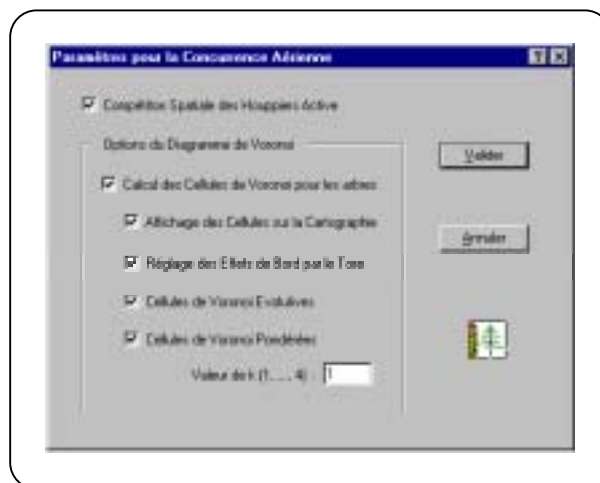 Paramètres pour la Concurrence Aérienne
Compétition Spatiale des Houppiers Active
Options du Diagramme de Voronoi
Valider
Calcul des Cellules de Voronoi pour les arbres
Affichage des Cellules sur la Cartographie
Annuler
Réglage des Effets de Bord par le Tore
Cellules de Voronoi Evolutives
Cellules de Voronoi Pondérées
Valeur de k (1..... 4) : 1